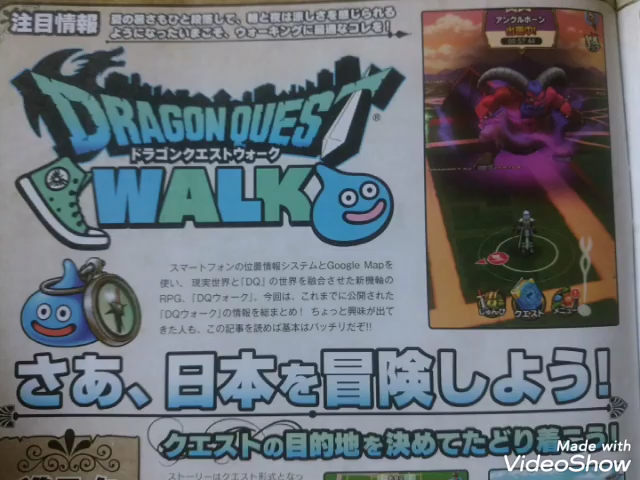 注目情報
昼の暑さもひと段落して、朝と夜は涼しさを感じられる
ようになったいまこそ、ウォーキングに最適なコレを!
DRAGON QUEST®
ドラゴンクエストウォーク
WALK
アンクルホーン
じゅんび
クエスト
メニュー
スマートフォンの位置情報システムとGoogle Mapを
使い、現実世界と「DQ」の世界を融合させた新機軸の
RPG、「DQウォーク」。今回は、これまでに公開された
「DQウォーク」の情報を総まとめ! ちょっと興味が出て
きた人も、この記事を読めば基本はバッチリだぞ!!
さあ、日本を冒険しよう!
クエストの目的地を決めてたどり着こう!
ストーリーはクエスト形式となっ
Made with
VideoShow